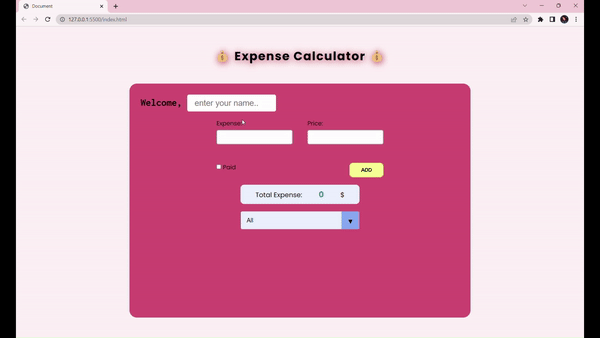 Document
127.0.0.1:5500/index.html
Expense Calculator
Welcome, enter your name..
Expense:
Price:
Paid
ADD
Total Expense: 0 $
All